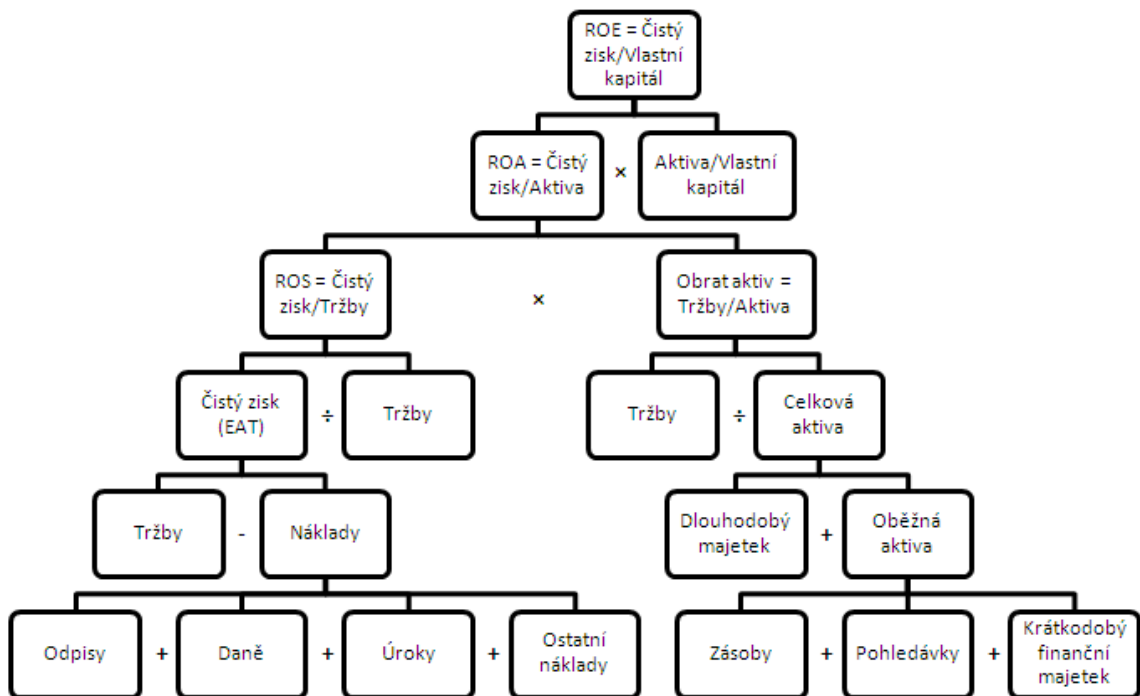 ROE = Čistý
zisk/Vlastní
kapitál
ROA = Čistý
zisk/Aktiva
×
Aktiva/Vlastní
kapitál
ROS = Čistý
zisk/Tržby
×
Obrat aktiv =
Tržby/Aktiva
Čistý zisk
(EAT)
÷
Tržby
Tržby
÷
Celková
aktiva
Tržby
-
Náklady
Dlouhodobý
majetek
+
Oběžná
aktiva
Odpisy
+
Daně
+
Úroky
+
Ostatní
náklady
Zásoby
+
Pohledávky
+
Krátkodobý
finanční
majetek